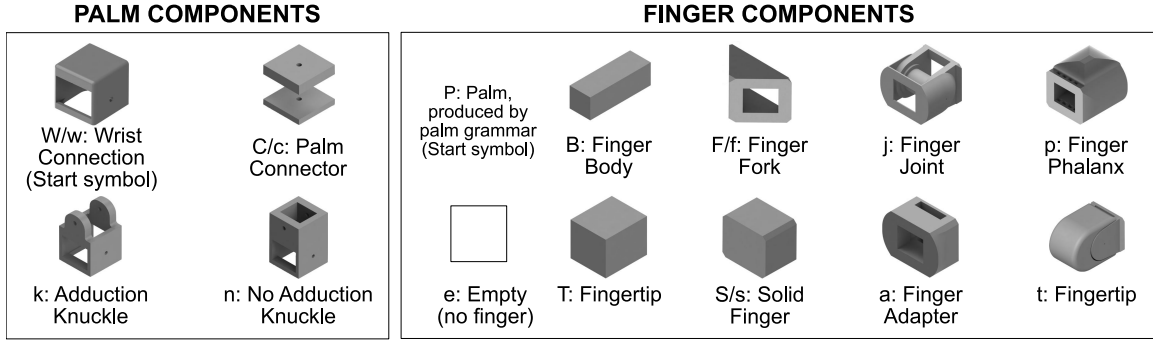 PALM COMPONENTS
FINGER COMPONENTS
W/w: Wrist
Connection
(Start symbol)
C/c: Palm
Connector
k: Adduction
Knuckle
n: No Adduction
Knuckle
P: Palm,
produced by
palm grammar
(Start symbol)
B: Finger
Body
F/f: Finger
Fork
j: Finger
Joint
p: Finger
Phalanx
e: Empty
(no finger)
T: Fingertip
S/s: Solid
Finger
a: Finger
Adapter
t: Fingertip